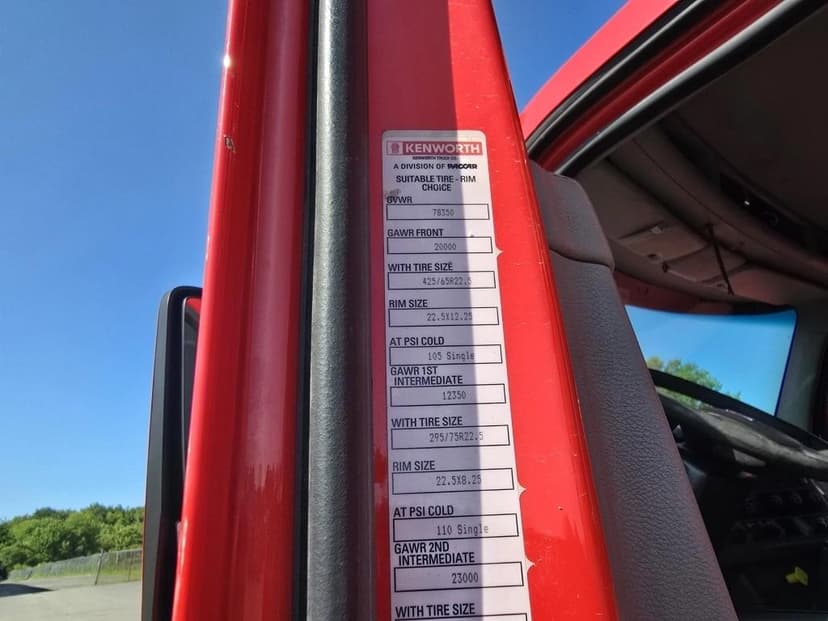 KENWORTH
KENWORTH TRUCK CO.
A DIVISION OF PACCAR
SUITABLE TIRE - RIM
CHOICE
GVWR
78350
GAWR FRONT
20000
WITH TIRE SIZE
425/65R22.5
RIM SIZE
22.5X12.25
AT PSI COLD
105 Single
GAWR 1ST
INTERMEDIATE
12350
WITH TIRE SIZE
295/75R22.5
RIM SIZE
22.5X8.25
AT PSI COLD
110 Single
GAWR 2ND
INTERMEDIATE
23000
WITH TIRE SIZE